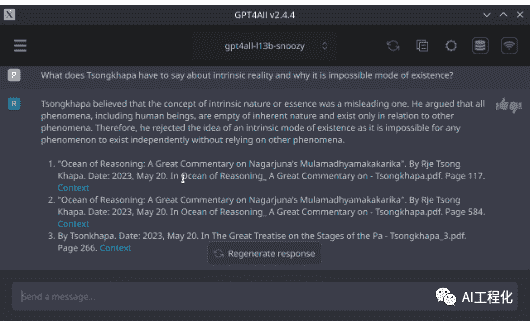 GPT4All v2.4.4
gpt4all-l13b-snoozy
P What does Tsongkhapa have to say about intrinsic reality and why it is impossible mode of existence?
R Tsongkhapa believed that the concept of intrinsic nature or essence was a misleading one. He argued that all
phenomena, including human beings, are empty of inherent nature and exist only in relation to other
phenomena. Therefore, he rejected the idea of an intrinsic mode of existence as it is impossible for any
phenomenon to exist independently without relying on other phenomena.
1. "Ocean of Reasoning: A Great Commentary on Nagarjuna's Mulamadhyamakakarika". By Rje Tsong
Khapa. Date: 2023, May 20. In Ocean of Reasoning_ A Great Commentary on - Tsongkhapa.pdf. Page 117.
Context
2. "Ocean of Reasoning: A Great Commentary on Nagarjuna's Mulamadhyamakakarika". By Rje Tsong
Khapa. Date: 2023, May 20. In Ocean of Reasoning_ A Great Commentary on - Tsongkhapa.pdf. Page 584.
Context
3. By Tsonkhapa. Date: 2023, May 20. In The Great Treatise on the Stages of the Pa - Tsongkhapa_3.pdf.
Page 266. Context
Regenerate response
Send a message...
AI工程化